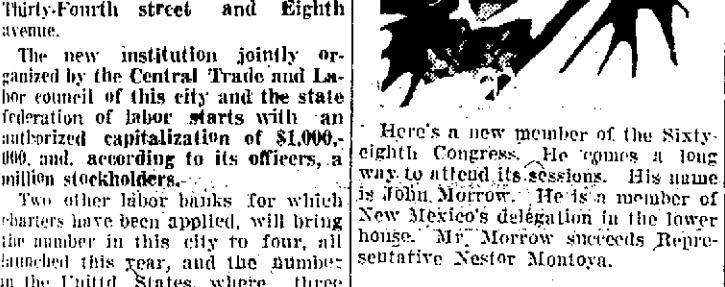 Thirty-Fourth street and Eighth
avenue.
The new institution jointly or-
ganized by the Central Trade and La-
bor council of this city and the state
federation of labor starts with an
authorized capitalization of $1,000,-
000, and, according to its officers, a
million stockholders.
Two other labor banks for which
charters have been applied, will bring
the number in this city to four, all
launched this year, and the number
in the Unittd States, where three
Here's a new member of the Sixty-
eighth Congress. He comes a long
way to attend its sessions. His name
is John Morrow. He is a member of
New Mexico's delegation in the lower
house. Mr. Morrow succeeds Repre-
sentative Nestor Montoya.